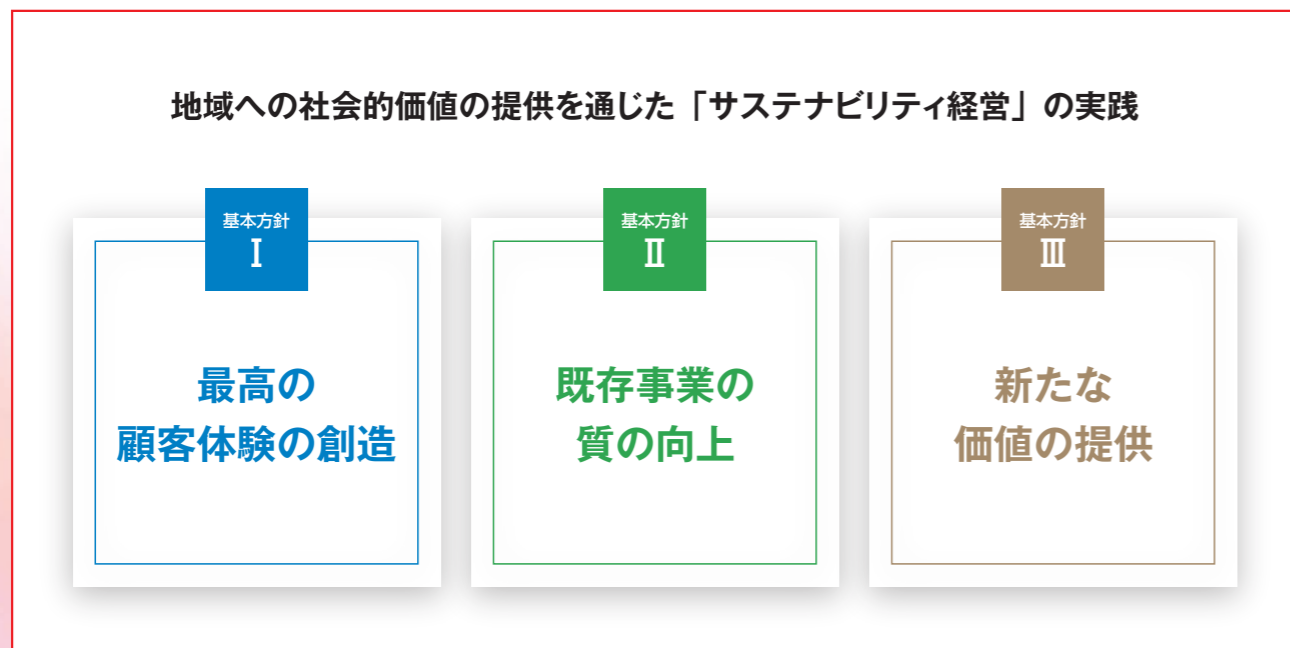 地域への社会的価値の提供を通じた「サステナビリティ経営」の実践
基本方針
Ⅰ
最高の
顧客体験の創造
基本方針
Ⅱ
既存事業の
質の向上
基本方針
Ⅲ
新たな
価値の提供